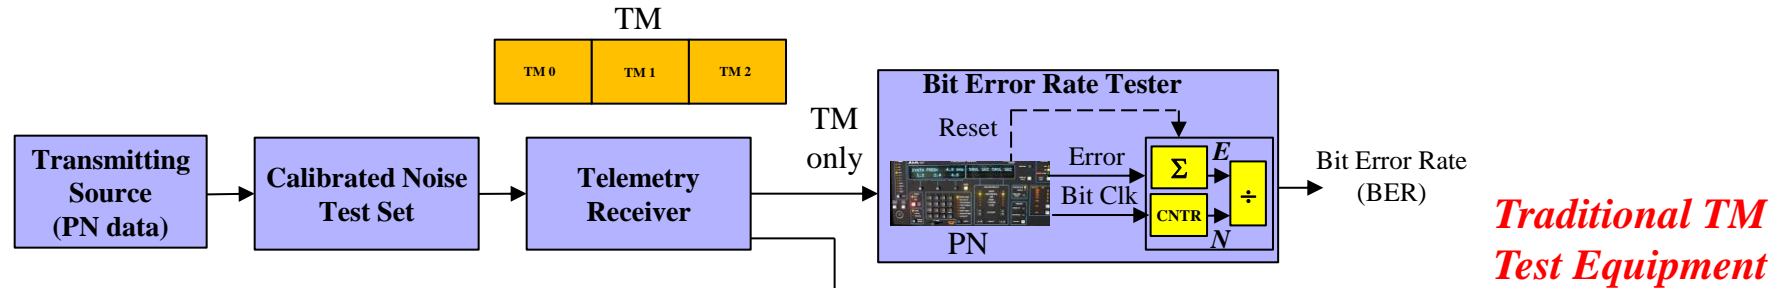 TM
TM 0
TM 1
TM 2
Bit Error Rate Tester
TM
only
Reset
Transmitting
Source
(PN data)
Calibrated Noise
Test Set
Telemetry
Receiver
Error
Bit Clk
PN
Σ
E
CNTR
N
÷
Bit Error Rate
(BER)
Traditional TM
Test Equipment